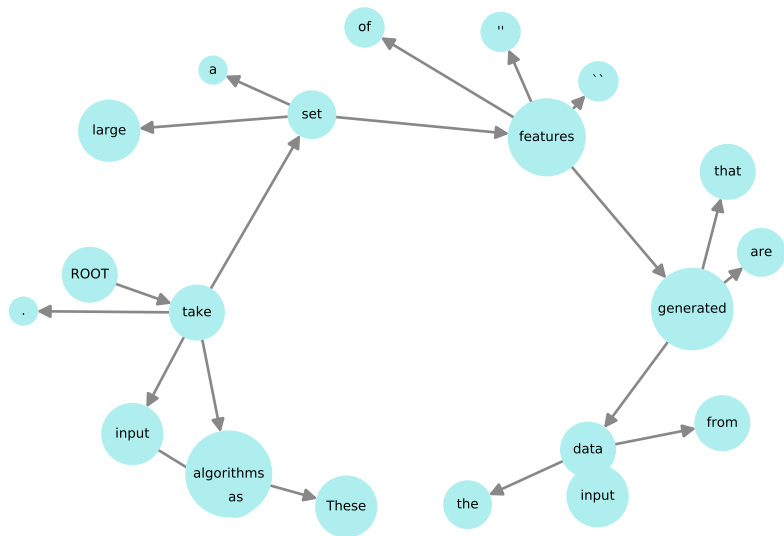 of
''
``
a
set
large
features
that
are
ROOT
take
.
generated
input
algorithms
as
These
data
from
input
the